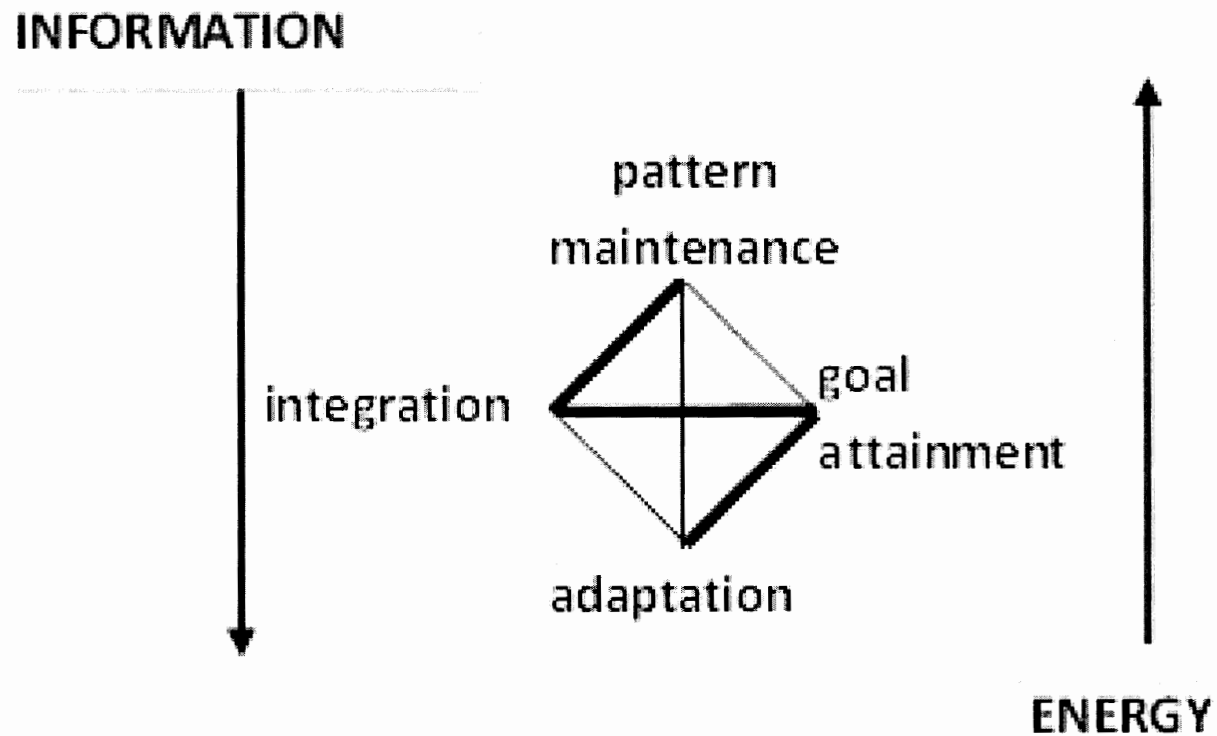 INFORMATION
pattern
maintenance
integration
goal
attainment
adaptation
ENERGY